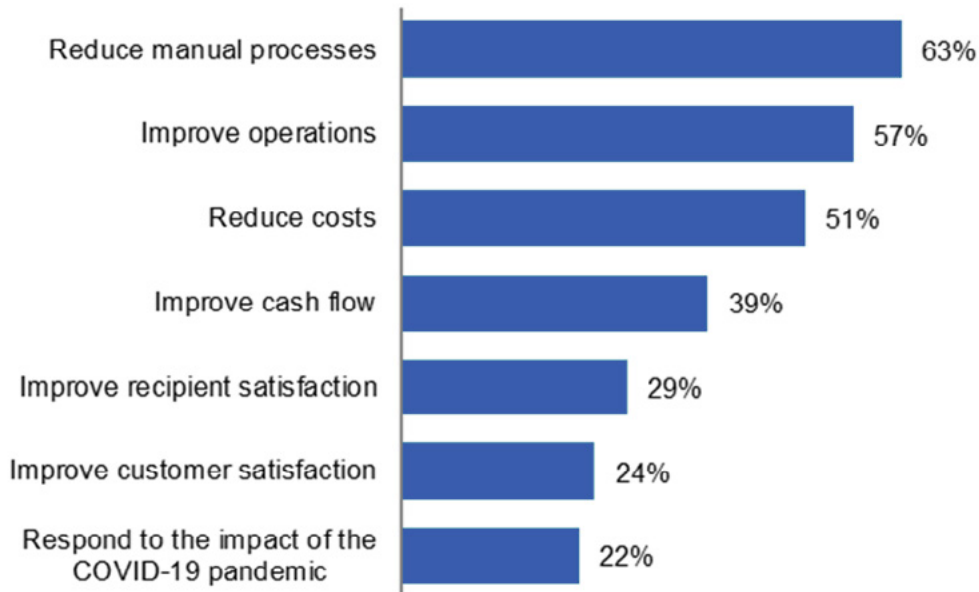 Reduce manual processes 63%
Improve operations 57%
Reduce costs 51%
Improve cash flow 39%
Improve recipient satisfaction 29%
Improve customer satisfaction 24%
Respond to the impact of the
COVID-19 pandemic 22%